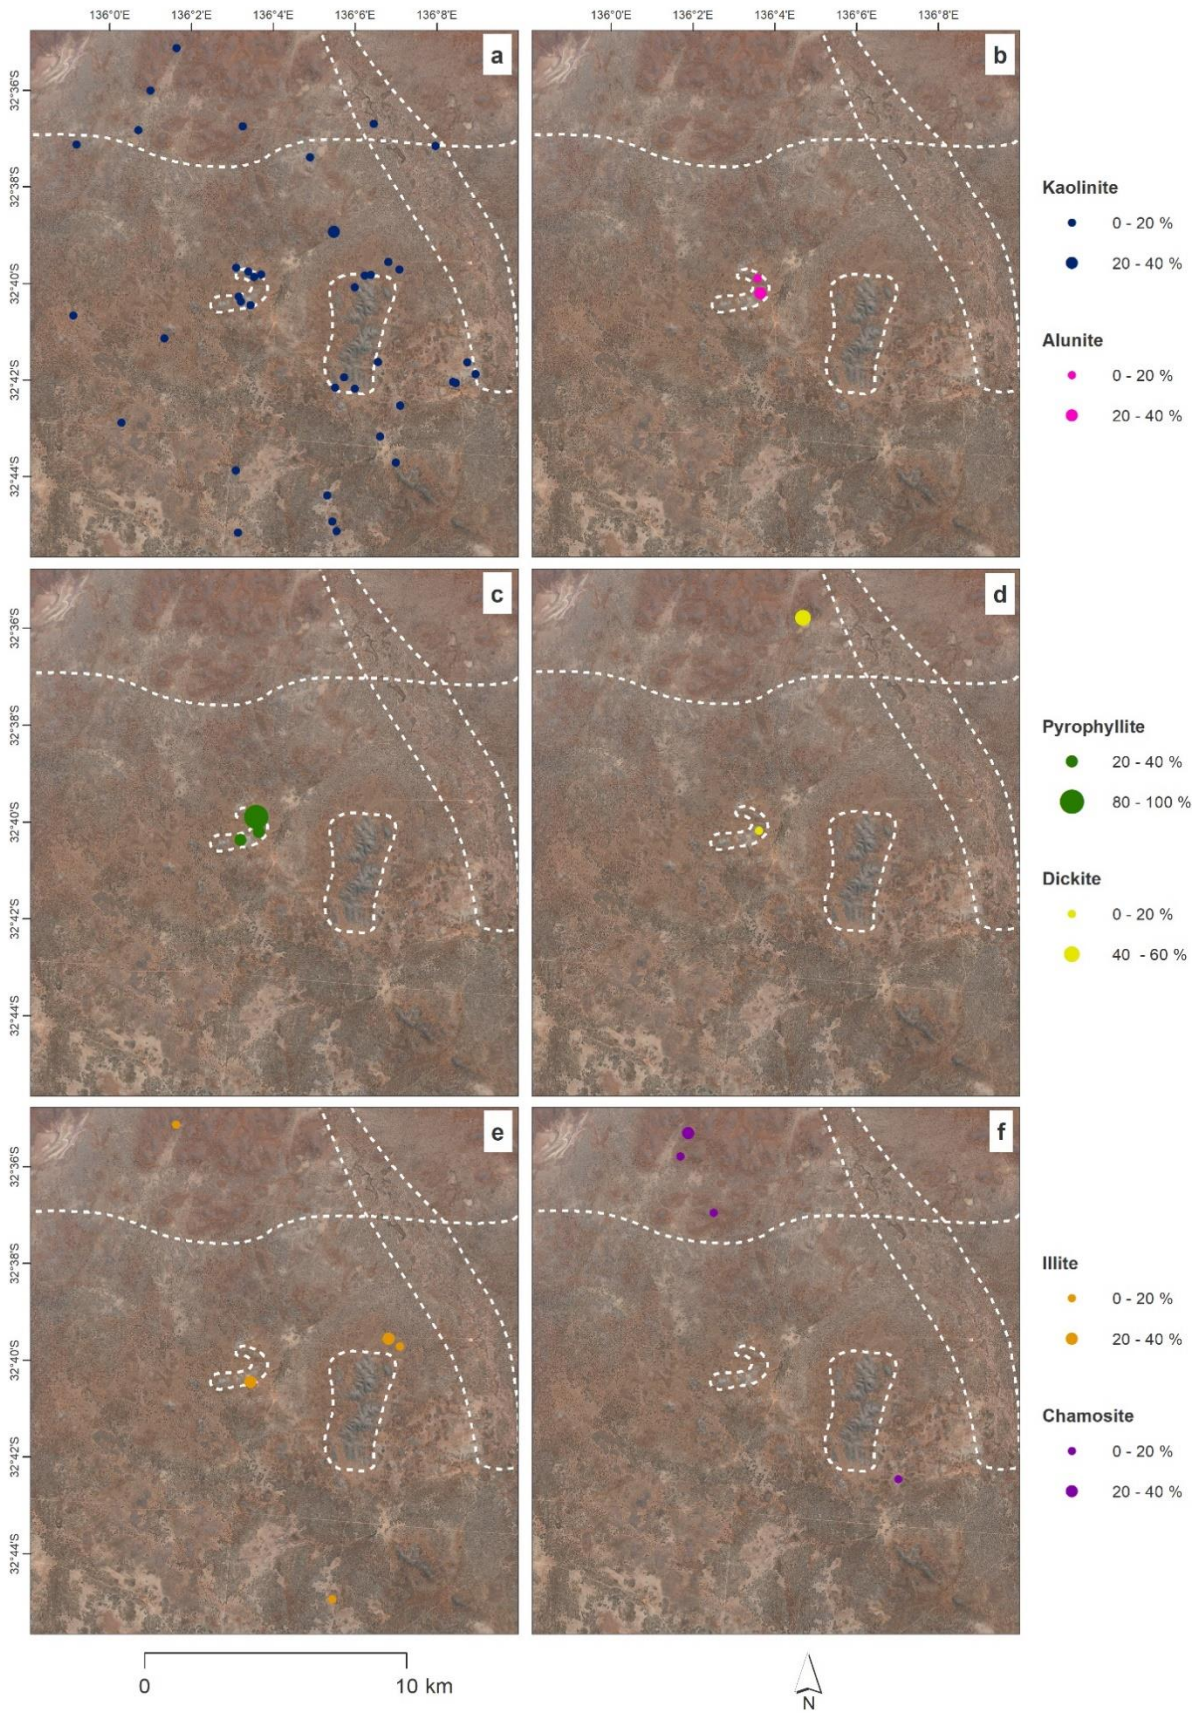 136°0'E 136°2'E 136°4'E 136°6'E 136°8'E 136°0'E 136°2'E 136°4'E 136°6'E 136°8'E
a b
32°36'S
32°38'S
32°40'S
32°42'S
32°44'S
Kaolinite
0 - 20 %
20 - 40 %
Alunite
0 - 20 %
20 - 40 %
c d
32°36'S
32°38'S
32°40'S
32°42'S
32°44'S
Pyrophyllite
20 - 40 %
80 - 100 %
Dickite
0 - 20 %
40 - 60 %
e f
32°36'S
32°38'S
32°40'S
32°42'S
32°44'S
Illite
0 - 20 %
20 - 40 %
Chamosite
0 - 20 %
20 - 40 %
0 10 km
N